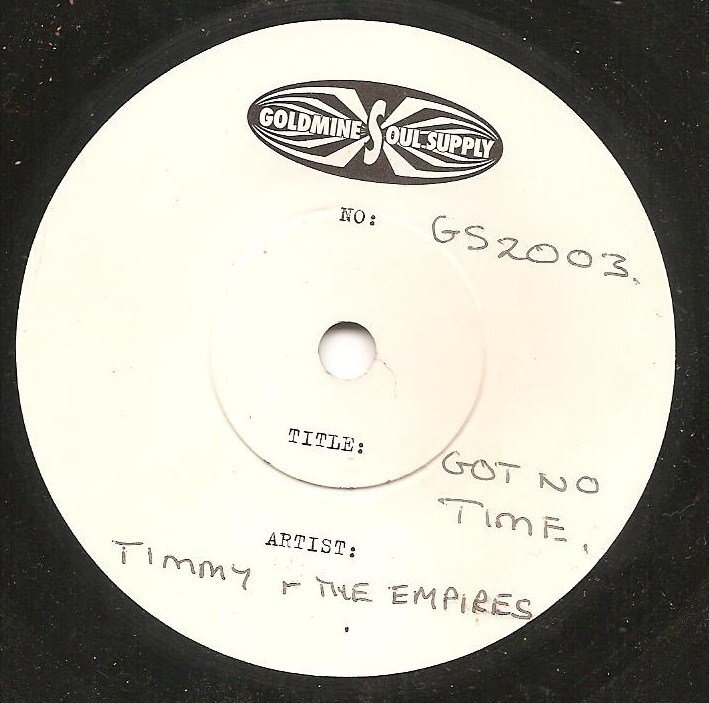 GOLDMINE SOUL SUPPLY
NO: GS2003.
TITLE: GOT NO
TIME.
ARTIST:
TIMMY + THE EMPIRES